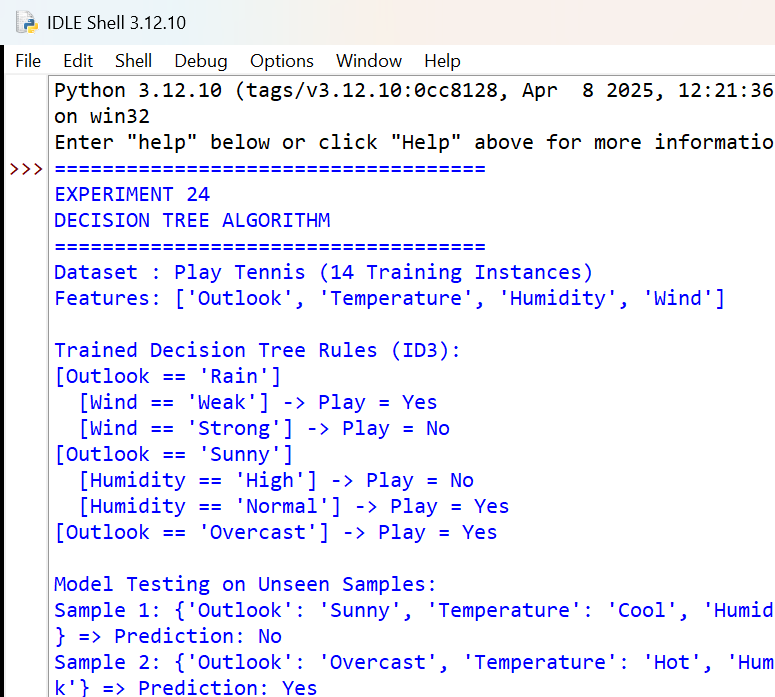 IDLE Shell 3.12.10
File Edit Shell Debug Options Window Help
Python 3.12.10 (tags/v3.12.10:0cc8128, Apr  8 2025, 12:21:36
on win32
Enter "help" below or click "Help" above for more informatio
>>> ====================================
EXPERIMENT 24
DECISION TREE ALGORITHM
====================================
Dataset : Play Tennis (14 Training Instances)
Features: ['Outlook', 'Temperature', 'Humidity', 'Wind']

Trained Decision Tree Rules (ID3):
[Outlook == 'Rain']
  [Wind == 'Weak'] -> Play = Yes
  [Wind == 'Strong'] -> Play = No
[Outlook == 'Sunny']
  [Humidity == 'High'] -> Play = No
  [Humidity == 'Normal'] -> Play = Yes
[Outlook == 'Overcast'] -> Play = Yes

Model Testing on Unseen Samples:
Sample 1: {'Outlook': 'Sunny', 'Temperature': 'Cool', 'Humid
} => Prediction: No
Sample 2: {'Outlook': 'Overcast', 'Temperature': 'Hot', 'Hum
k'} => Prediction: Yes